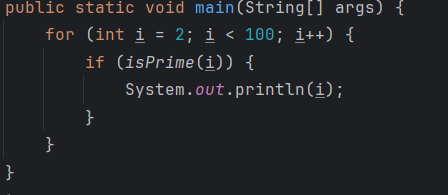 public static void main(String[] args) {
    for (int i = 2; i < 100; i++) {
        if (isPrime(i)) {
            System.out.println(i);
        }
    }
}